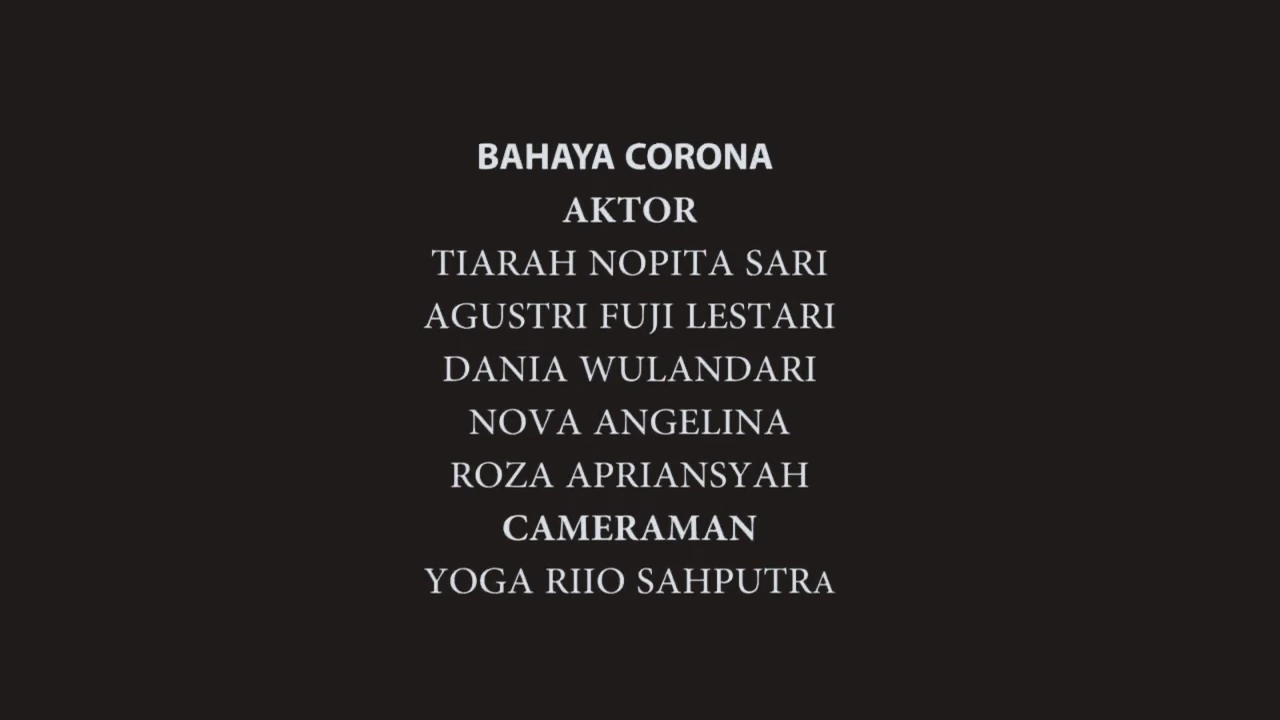 BAHAYA CORONA
AKTOR
TIARAH NOPITA SARI
AGUSTRI FUJI LESTARI
DANIA WULANDARI
NOVA ANGELINA
ROZA APRIANSYAH
CAMERAMAN
YOGA RIIO SAHPUTRA